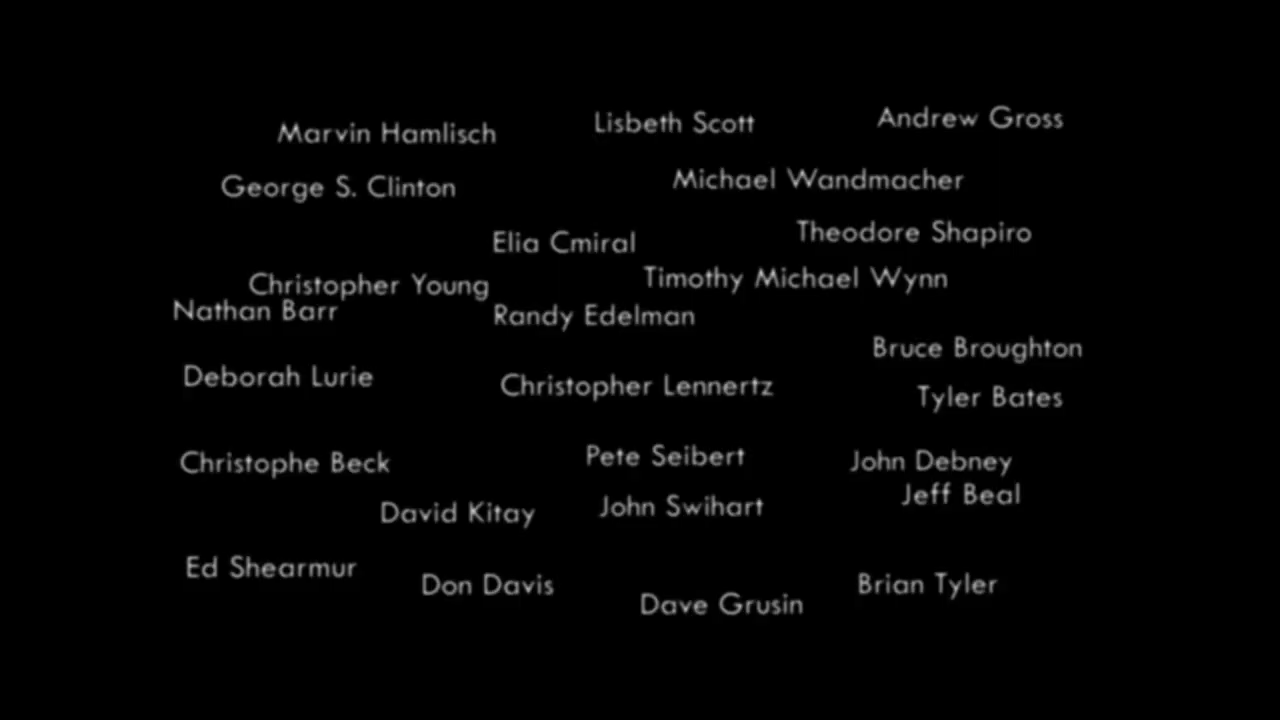 Marvin Hamlisch
Lisbeth Scott
Andrew Gross
George S. Clinton
Michael Wandmacher
Elia Cmiral
Theodore Shapiro
Christopher Young
Timothy Michael Wynn
Nathan Barr
Randy Edelman
Bruce Broughton
Deborah Lurie
Christopher Lennertz
Tyler Bates
Christophe Beck
Pete Seibert
John Debney
Jeff Beal
David Kitay
John Swihart
Ed Shearmur
Don Davis
Dave Grusin
Brian Tyler